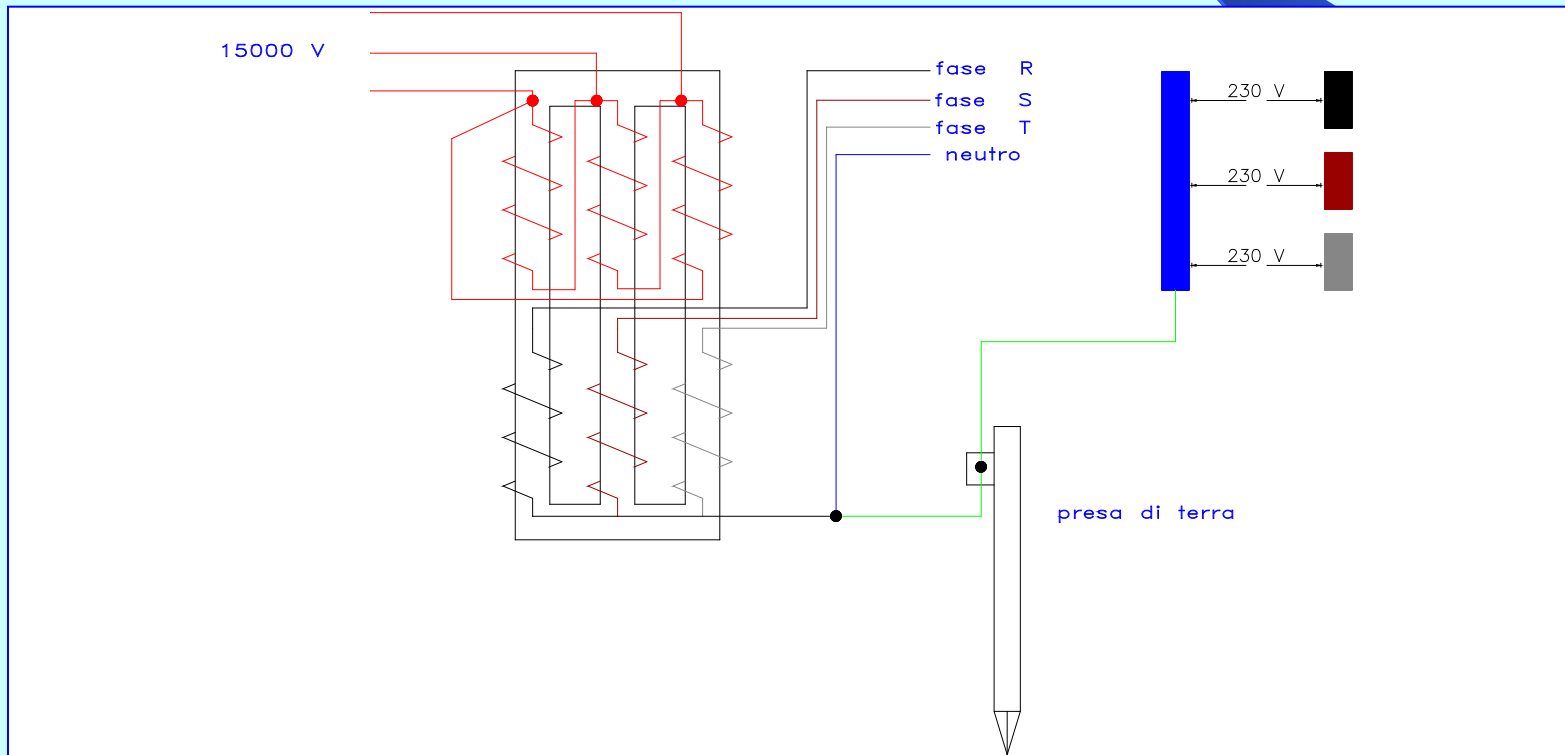 15000 V
fase R
fase S
fase T
neutro
230 V
230 V
230 V
presa di terra